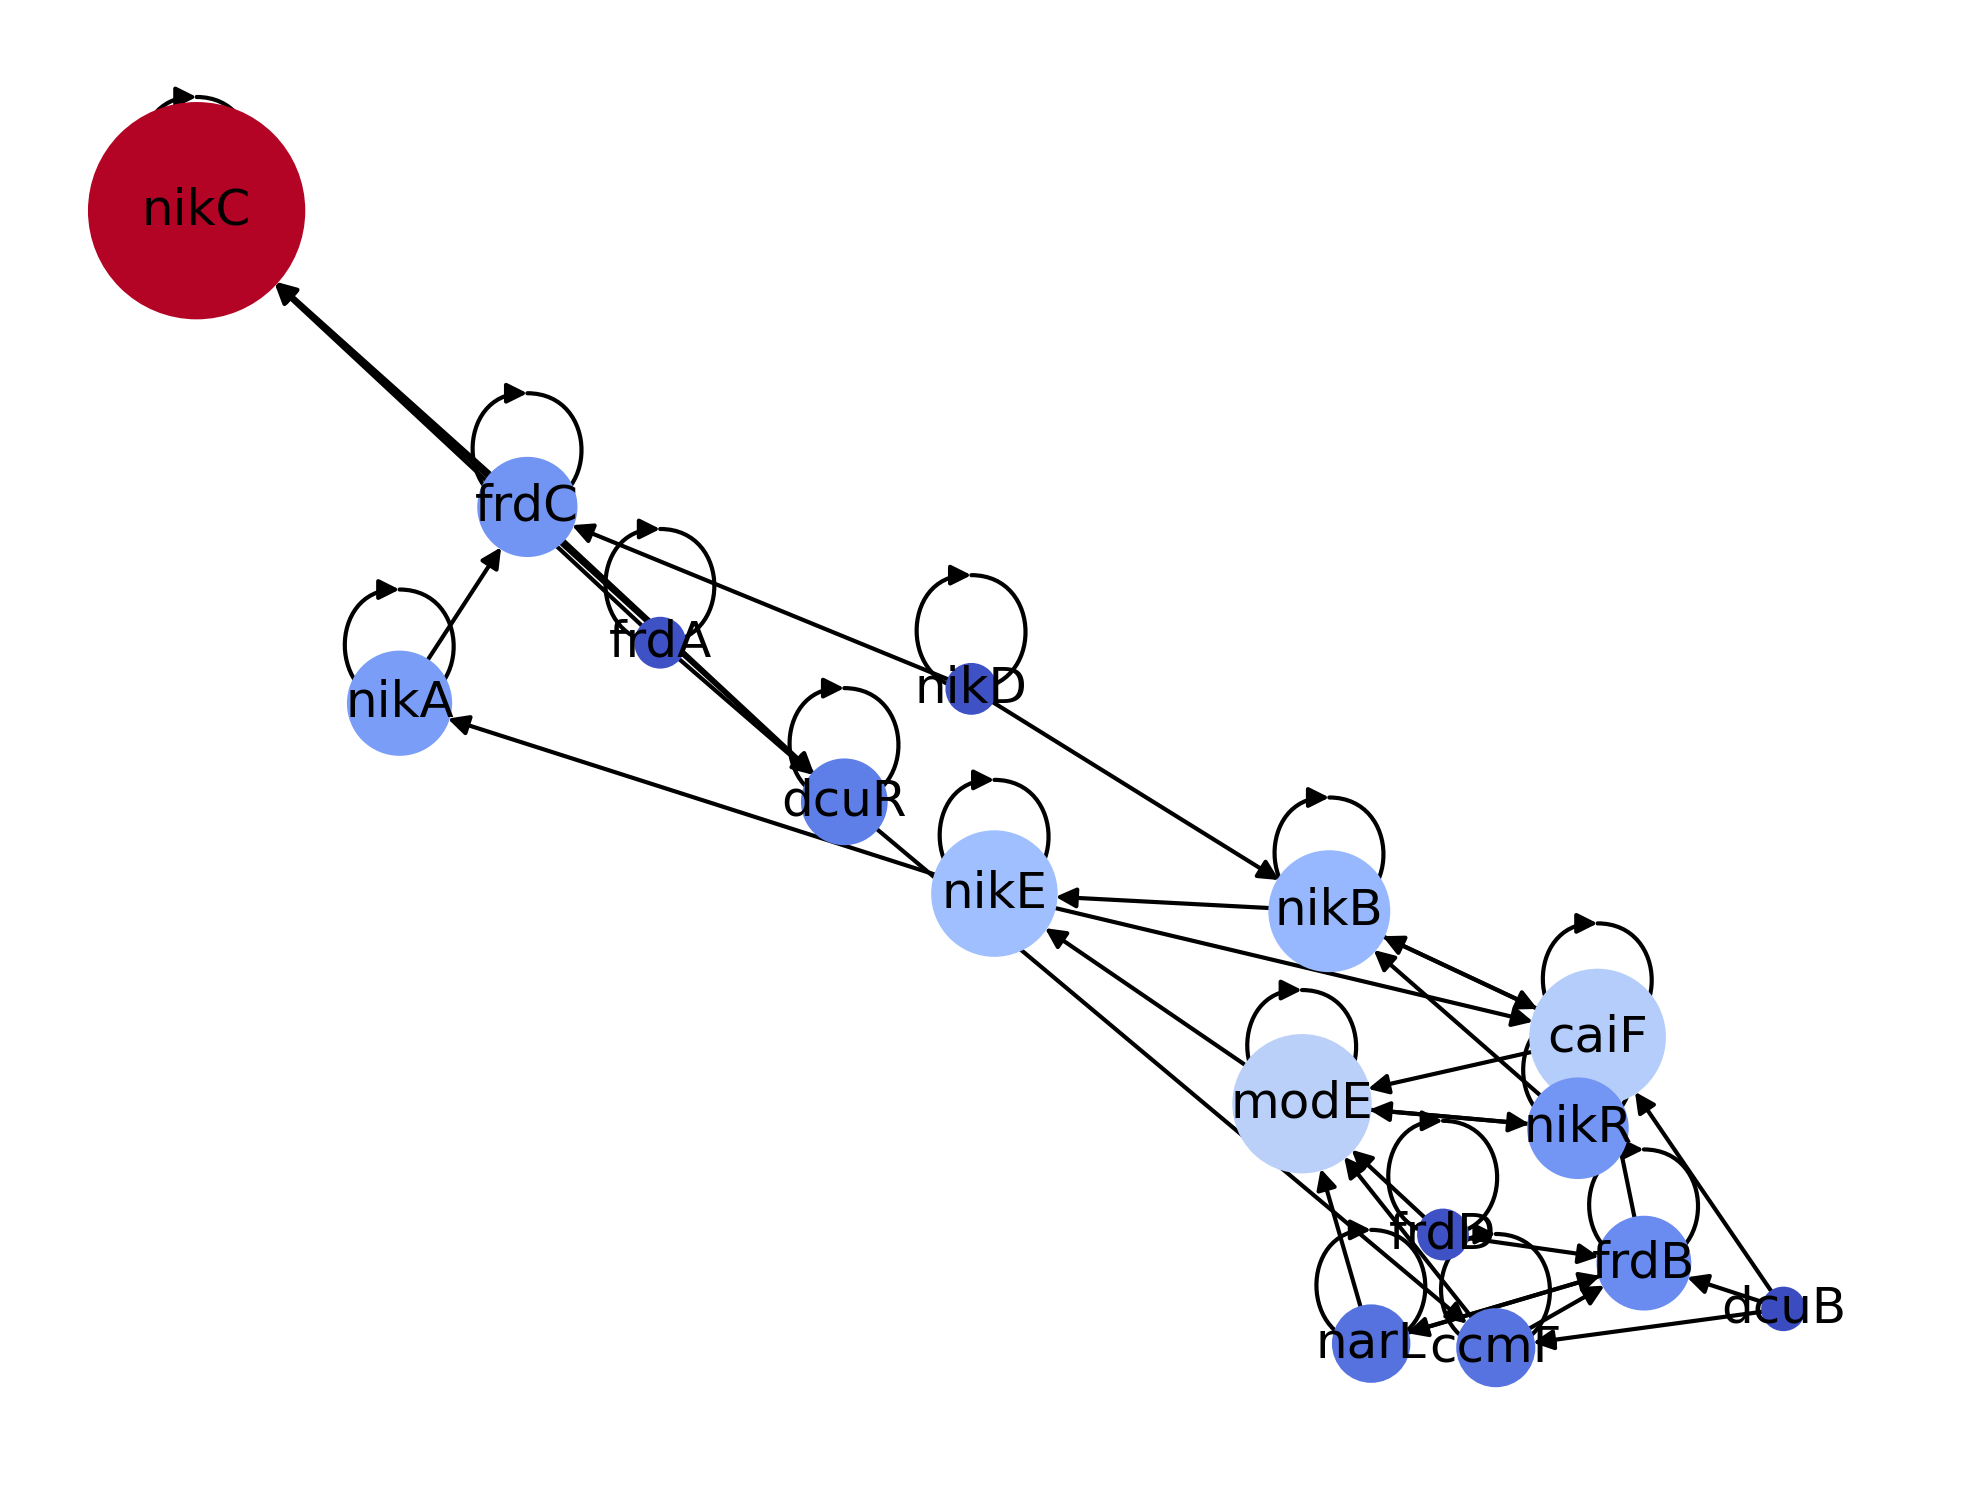 nikC
frdC
frdA
nikD
nikA
dcuR
nikE
nikB
caiF
modE
nikR
frdD
frdB
dcuB
narL
ccmF